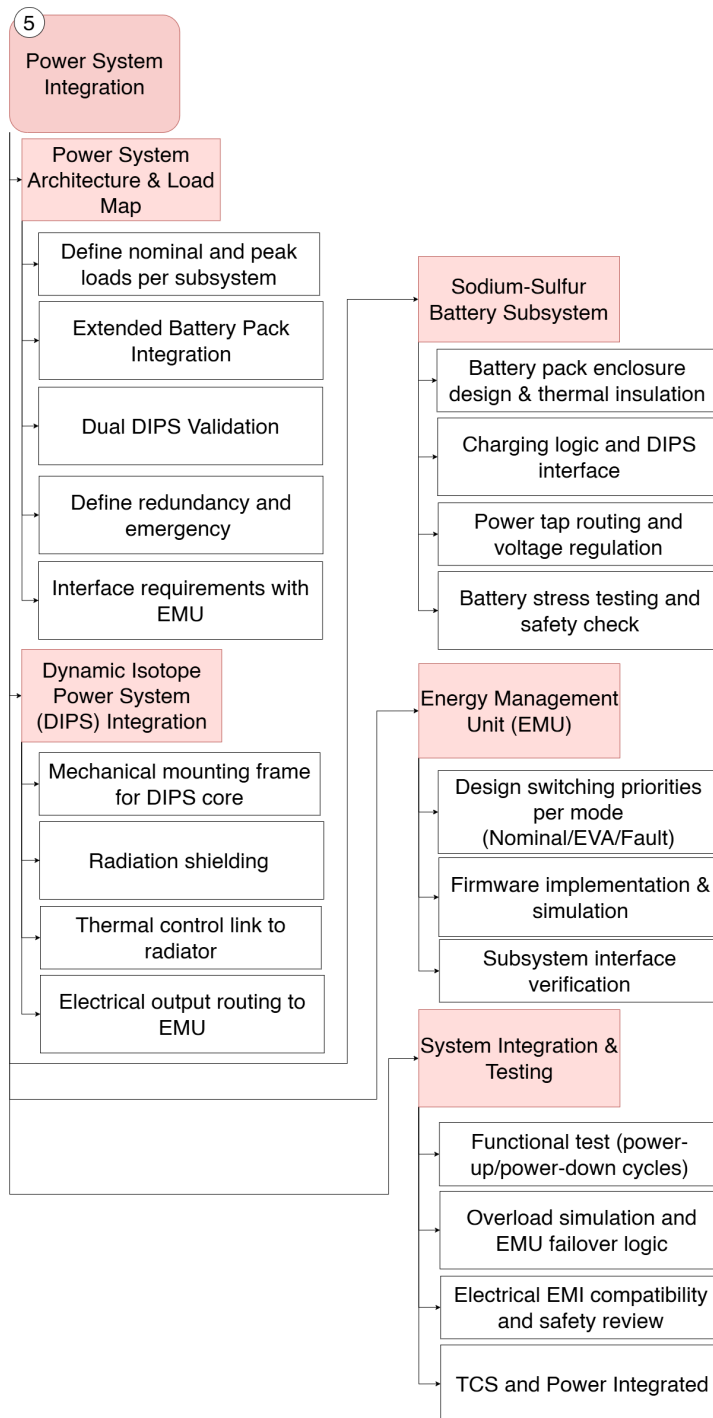 5
Power System
Integration
Power System
Architecture & Load
Map
Define nominal and peak
loads per subsystem
Extended Battery Pack
Integration
Dual DIPS Validation
Define redundancy and
emergency
Interface requirements with
EMU
Dynamic Isotope
Power System
(DIPS) Integration
Mechanical mounting frame
for DIPS core
Radiation shielding
Thermal control link to
radiator
Electrical output routing to
EMU
Sodium-Sulfur
Battery Subsystem
Battery pack enclosure
design & thermal insulation
Charging logic and DIPS
interface
Power tap routing and
voltage regulation
Battery stress testing and
safety check
Energy Management
Unit (EMU)
Design switching priorities
per mode
(Nominal/EVA/Fault)
Firmware implementation &
simulation
Subsystem interface
verification
System Integration &
Testing
Functional test (power-
up/power-down cycles)
Overload simulation and
EMU failover logic
Electrical EMI compatibility
and safety review
TCS and Power Integrated